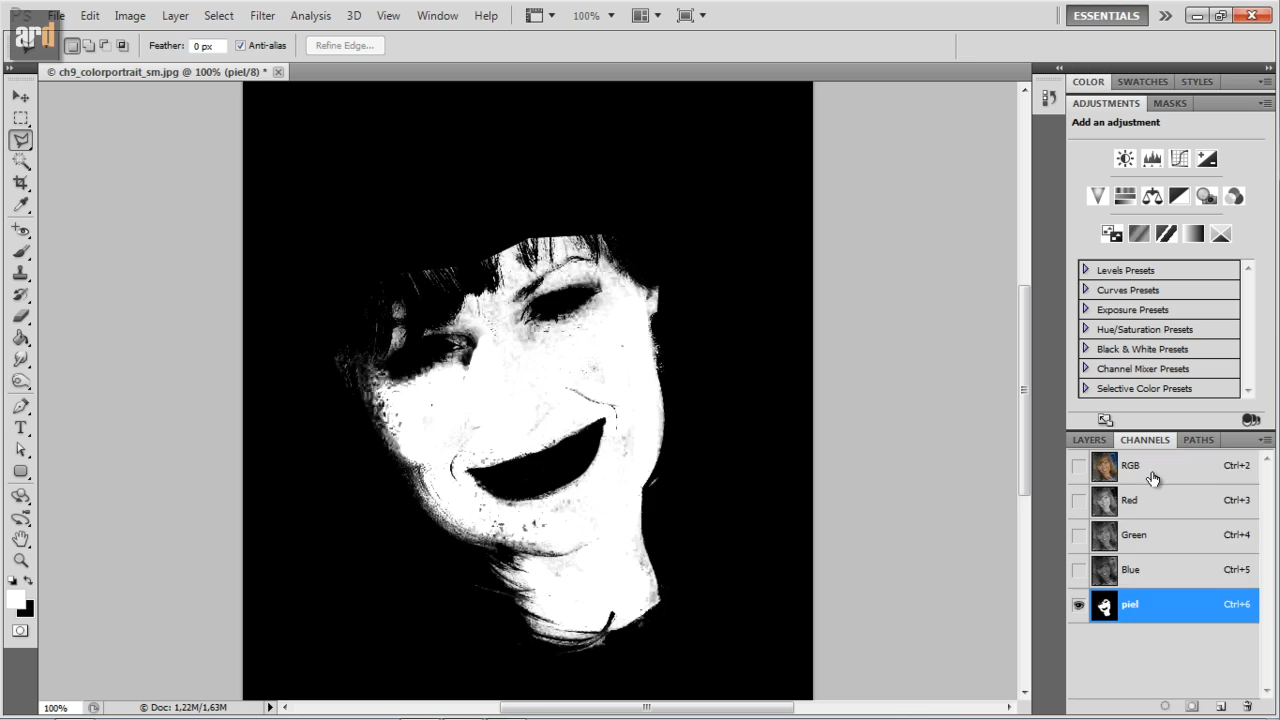 File Edit Image Layer Select Filter Analysis 3D View Window Help 100% ESSENTIALS
ard
Feather: 0 px Anti-alias Refine Edge...
© ch9_colorportrait_sm.jpg @ 100% (piel/8) *
COLOR SWATCHES STYLES
ADJUSTMENTS MASKS
Add an adjustment
Levels Presets
Curves Presets
Exposure Presets
Hue/Saturation Presets
Black & White Presets
Channel Mixer Presets
Selective Color Presets
LAYERS CHANNELS PATHS
RGB Ctrl+2
Red Ctrl+3
Green Ctrl+4
Blue Ctrl+5
piel Ctrl+6
100% © Doc: 1,22M/1,63M